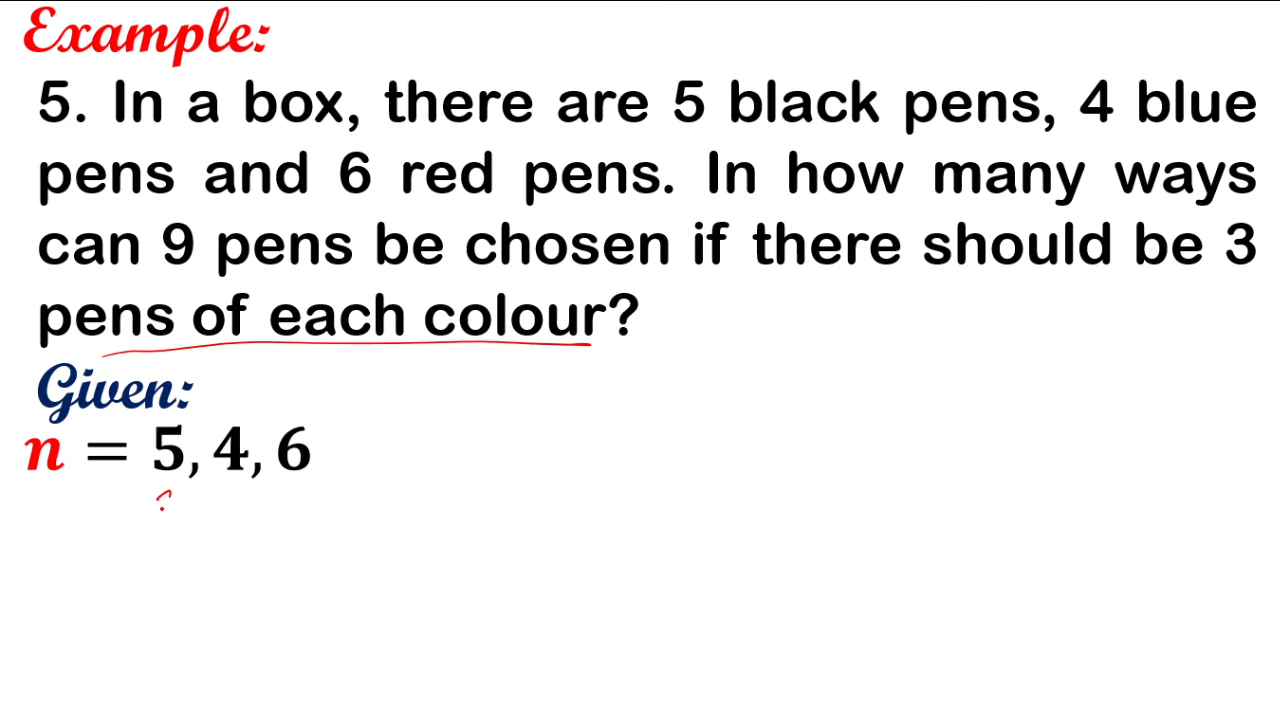 Example:
5. In a box, there are 5 black pens, 4 blue
pens and 6 red pens. In how many ways
can 9 pens be chosen if there should be 3
pens of each colour?
Given:
n = 5, 4, 6